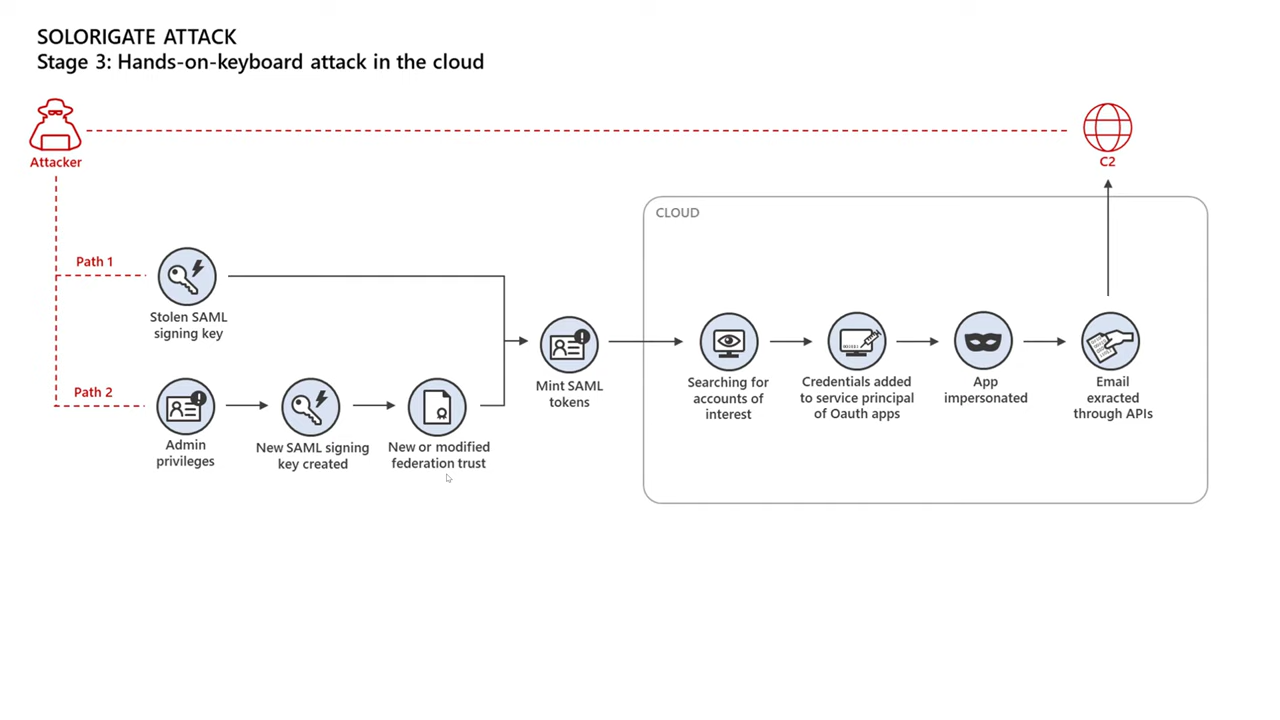 SOLORIGATE ATTACK
Stage 3: Hands-on-keyboard attack in the cloud
Attacker
C2
CLOUD
Path 1
Stolen SAML
signing key
Path 2
Admin
privileges
New SAML signing
key created
New or modified
federation trust
Mint SAML
tokens
Searching for
accounts of
interest
Credentials added
to service principal
of Oauth apps
App
impersonated
Email
exracted
through APIs